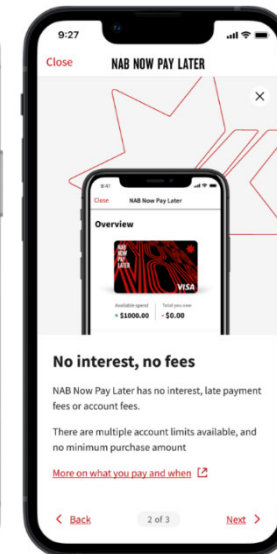 9:27
Close NAB NOW PAY LATER
9:41
Close NAB Now Pay Later
Overview
NAB
NOW
PAY
LATER
VISA
Available spend Total you owe
+ $1000.00 - $0.00
No interest, no fees
NAB Now Pay Later has no interest, late payment
fees or account fees.
There are multiple account limits available, and
no minimum purchase amount
More on what you pay and when
Back 2 of 3 Next